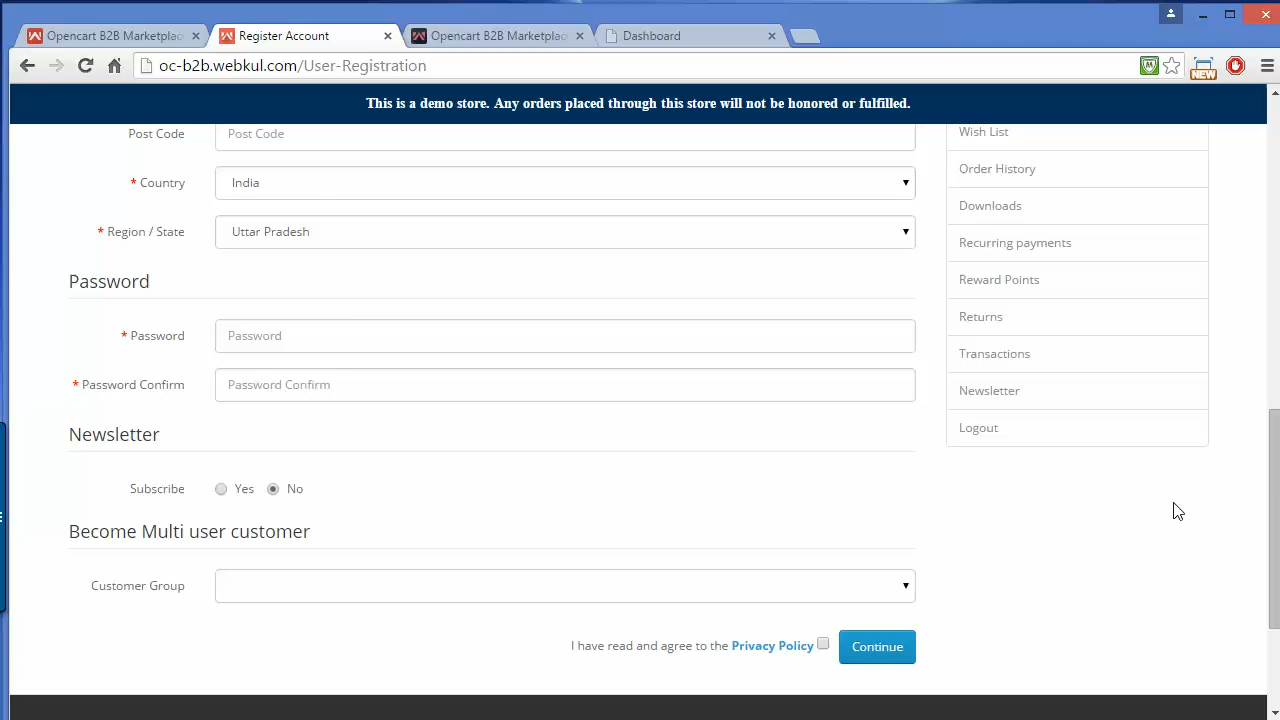 Opencart B2B Marketplac
Register Account
Opencart B2B Marketplac
Dashboard
oc-b2b.webkul.com/User-Registration
NEW
This is a demo store. Any orders placed through this store will not be honored or fulfilled.
Post Code Post Code
* Country India
* Region / State Uttar Pradesh
Password
* Password Password
* Password Confirm Password Confirm
Newsletter
Subscribe Yes No
Become Multi user customer
Customer Group
I have read and agree to the Privacy Policy Continue
Wish List
Order History
Downloads
Recurring payments
Reward Points
Returns
Transactions
Newsletter
Logout